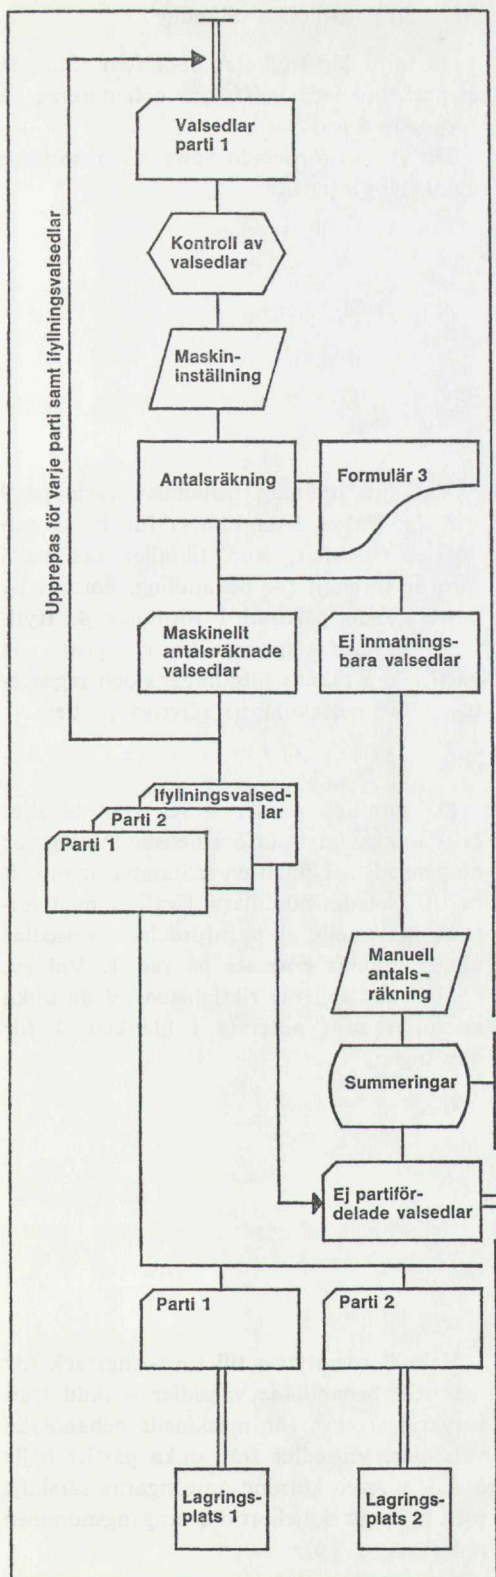 Upprepas för varje parti samt ifyllningsvalsedlar
Valsedlar
parti 1
Kontroll av
valsedlar
Maskin-
inställning
Antalsräkning
Formulär 3
Maskinellt
antalsräknade
valsedlar
Ej inmatnings-
bara valsedlar
Ifyllningsvalsed-
lar
Parti 2
Parti 1
Manuell
antals-
räkning
Summeringar
Ej partiför-
delade valsedlar
Parti 1
Parti 2
Lagrings-
plats 1
Lagrings-
plats 2